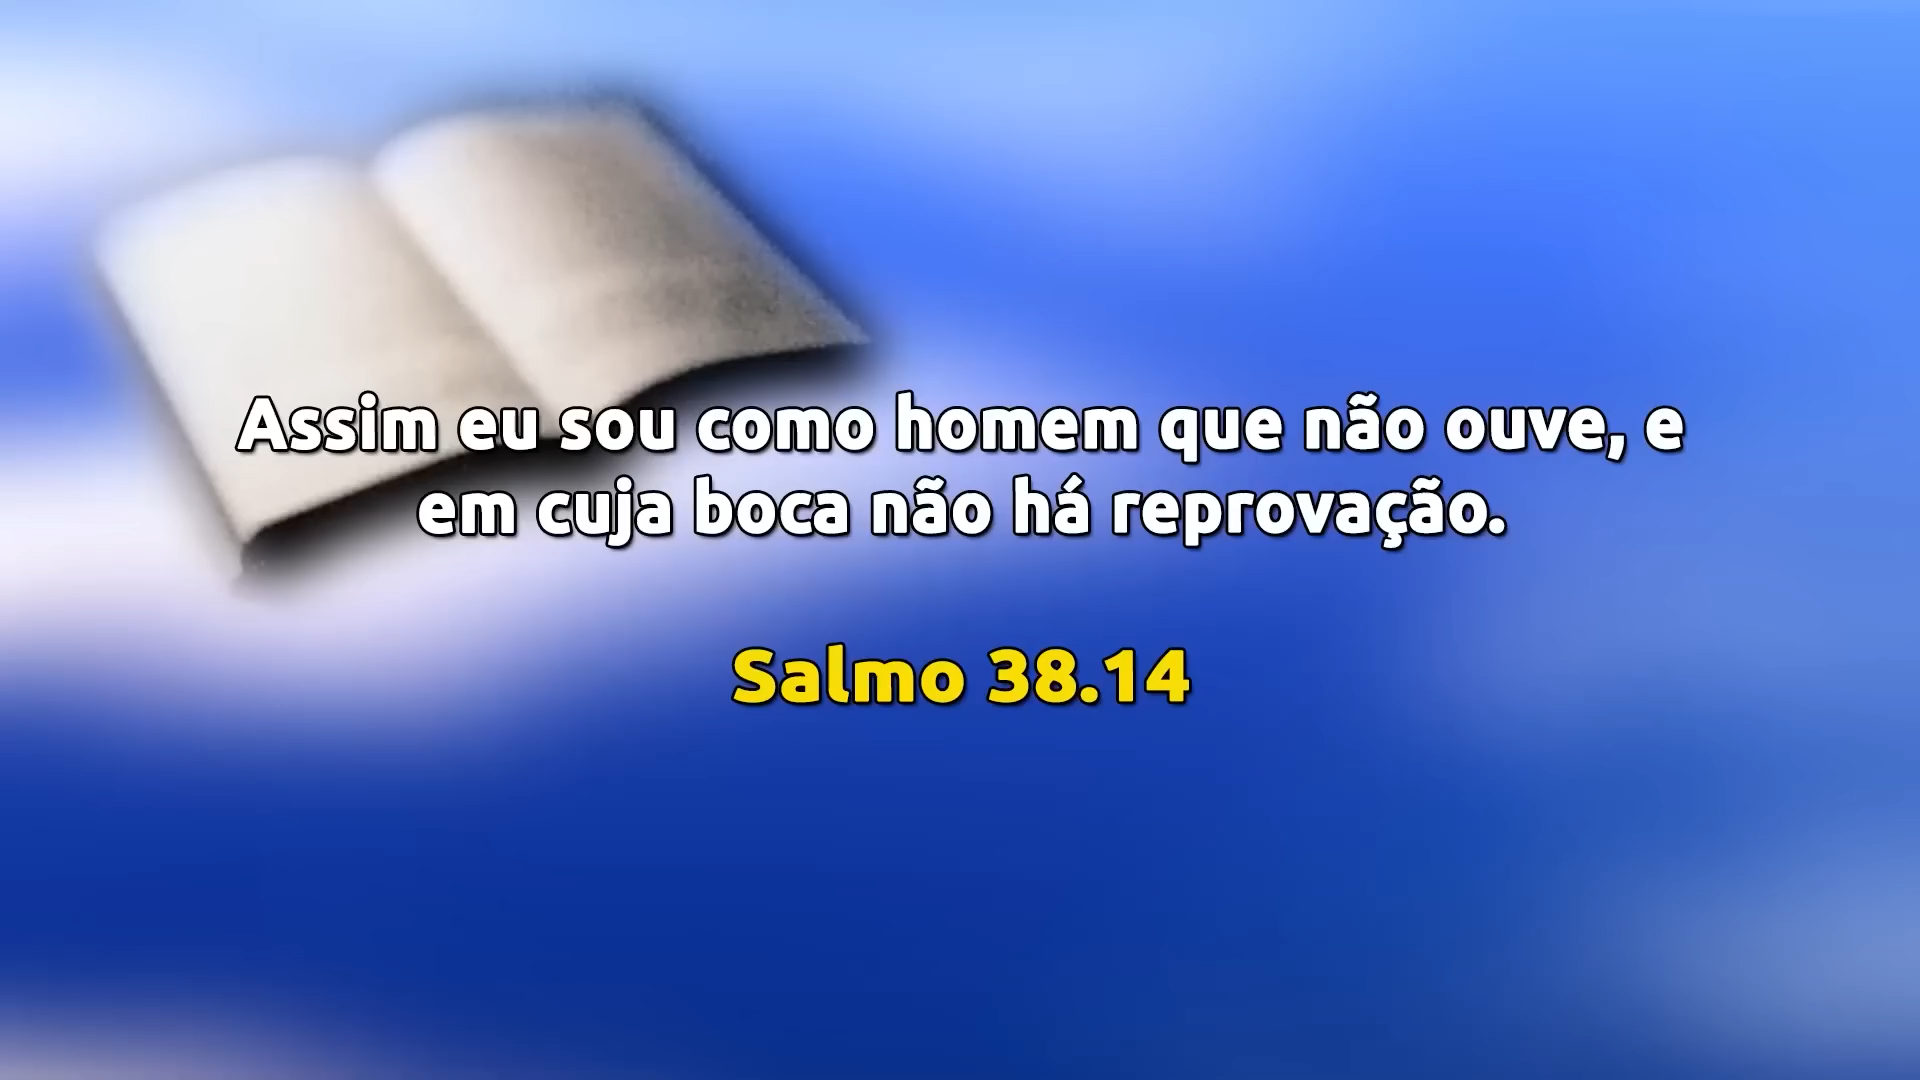 Assim eu sou como homem que não ouve, e
em cuja boca não há reprovação.
Salmo 38.14